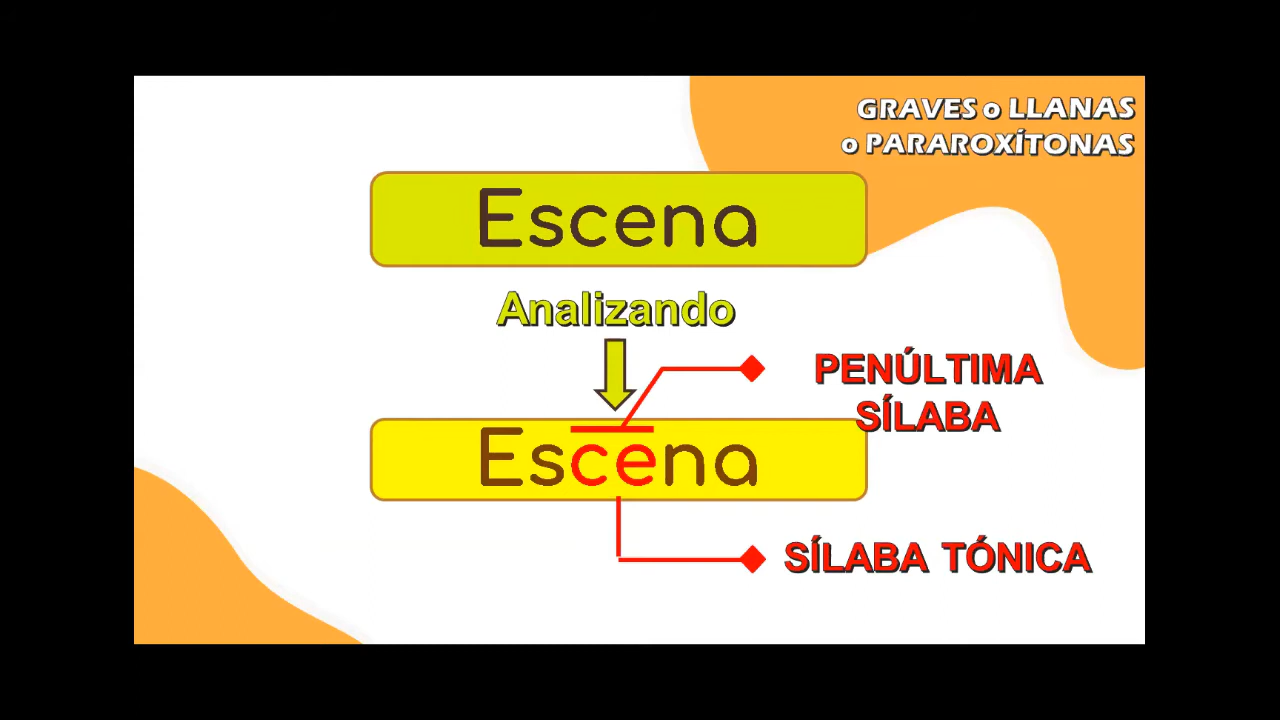 GRAVES o LLANAS
o PARAROXÍTONAS
Escena
Analizando
PENÚLTIMA
SÍLABA
Escena
SÍLABA TÓNICA